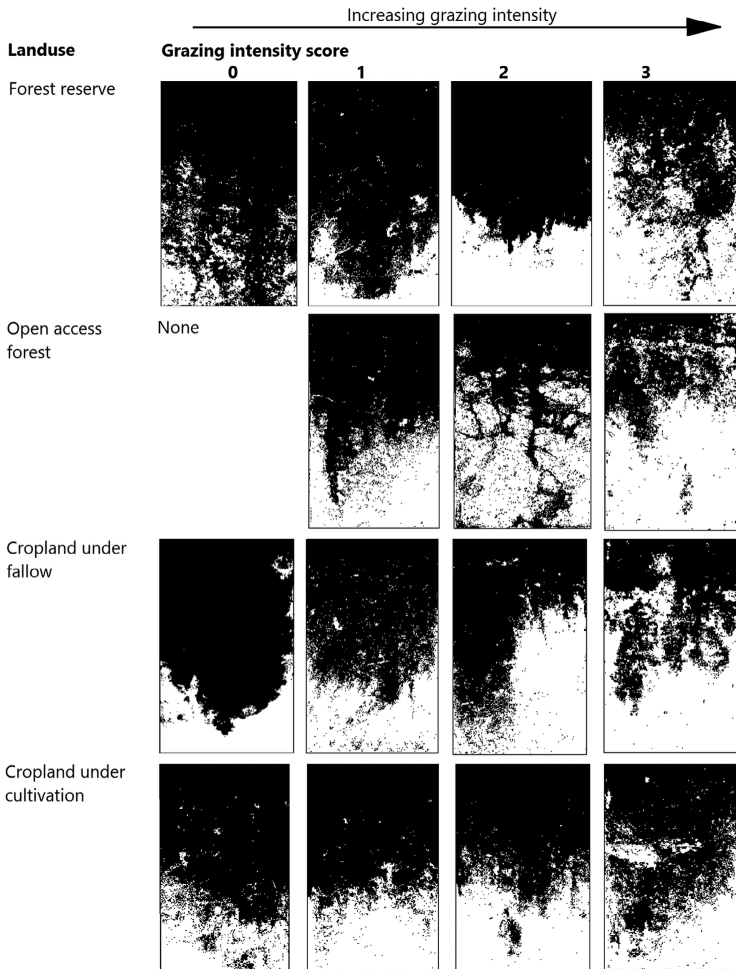 Increasing grazing intensity
Landuse
Grazing intensity score
0
1
2
3
Forest reserve
Open access
forest
None
Cropland under
fallow
Cropland under
cultivation